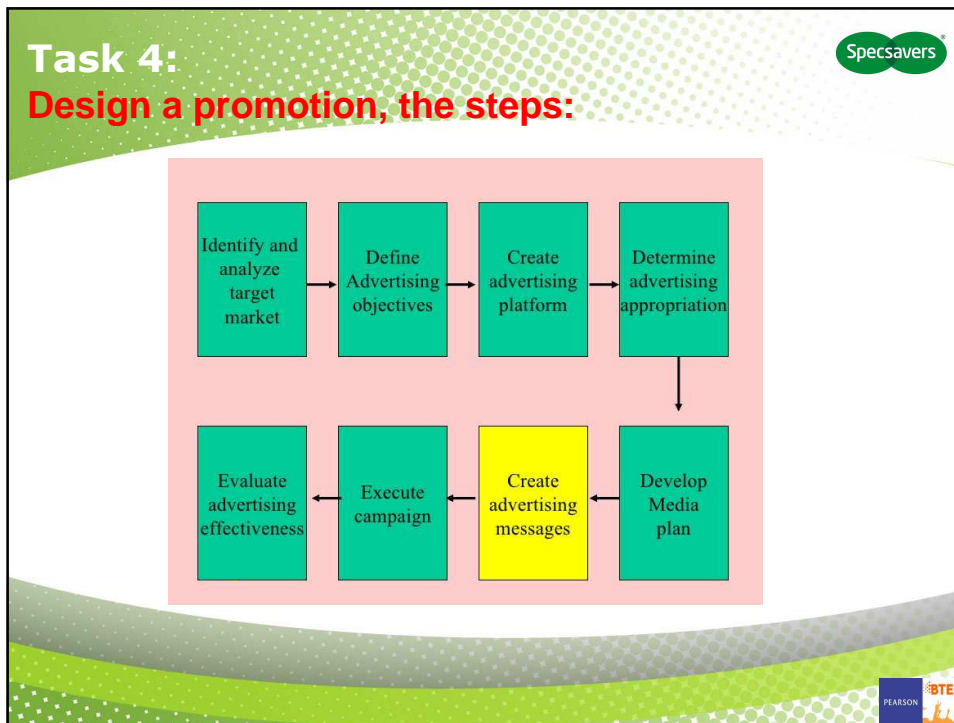 Task 4:
Specsavers
Design a promotion, the steps:
Identify and
analyze
target
market
Define
Advertising
objectives
Create
advertising
platform
Determine
advertising
appropriation
Develop
Media
plan
Create
advertising
messages
Execute
campaign
Evaluate
advertising
effectiveness
PEARSON
BTE